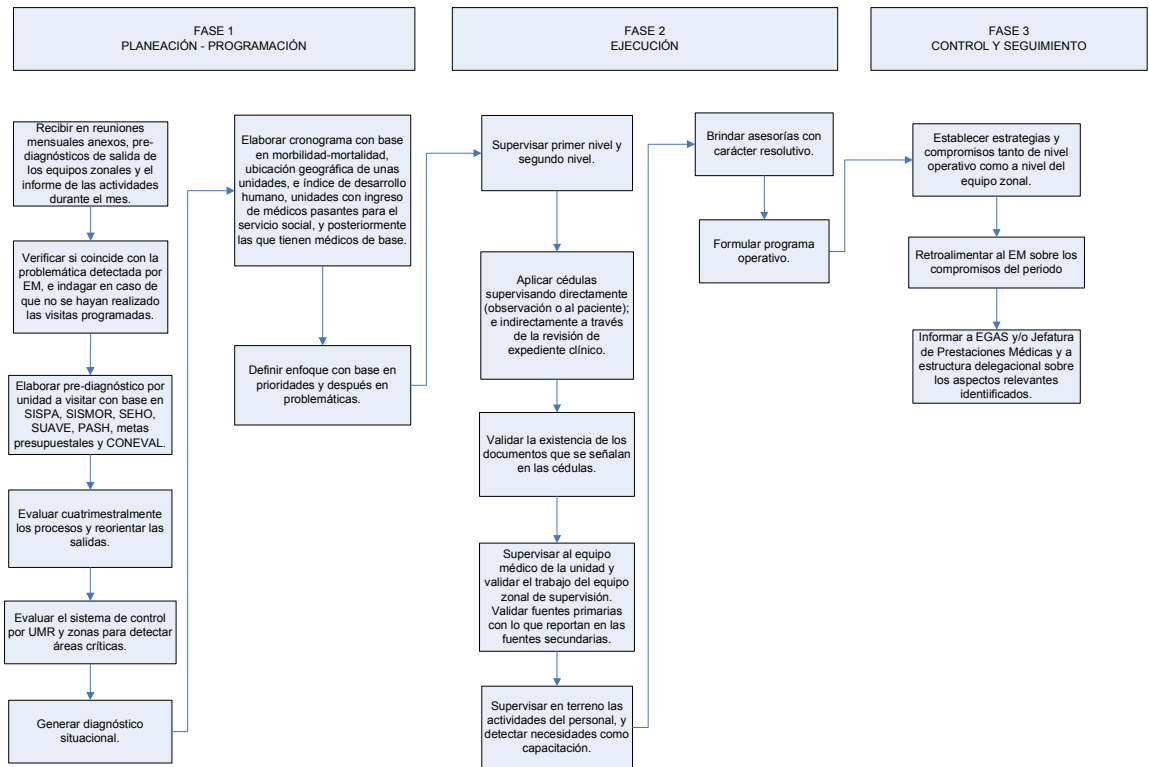 FASE 1
PLANEACIÓN - PROGRAMACIÓN
FASE 2
EJECUCIÓN
FASE 3
CONTROL Y SEGUIMIENTO
Recibir en reuniones
mensuales anexos, pre-
diagnósticos de salida de
los equipos zonales y el
informe de las actividades
durante el mes.
Verificar si coincide con la
problemática detectada por
EM, e indagar en caso de
que no se hayan realizado
las visitas programadas.
Elaborar pre-diagnóstico por
unidad a visitar con base en
SISPA, SISMOR, SEHO,
SUAVE, PASH, metas
presupuestales y CONEVAL.
Evaluar cuatrimestralmente
los procesos y reorientar las
salidas.
Evaluar el sistema de control
por UMR y zonas para detectar
áreas críticas.
Generar diagnóstico
situacional.
Elaborar cronograma con base
en morbilidad-mortalidad,
ubicación geográfica de unas
unidades, e índice de desarrollo
humano, unidades con ingreso
de médicos pasantes para el
servicio social, y posteriormente
las que tienen médicos de base.
Definir enfoque con base en
prioridades y después en
problemáticas.
Supervisar primer nivel y
segundo nivel.
Aplicar cédulas
supervisando directamente
(observación o al paciente);
e indirectamente a través
de la revisión de
expediente clínico.
Validar la existencia de los
documentos que se señalan
en las cédulas.
Supervisar al equipo
médico de la unidad y
validar el trabajo del equipo
zonal de supervisión.
Validar fuentes primarias
con lo que reportan en las
fuentes secundarias.
Supervisar en terreno las
actividades del personal, y
detectar necesidades como
capacitación.
Brindar asesorías con
carácter resolutivo.
Formular programa
operativo.
Establecer estrategias y
compromisos tanto de nivel
operativo como a nivel del
equipo zonal.
Retroalimentar al EM sobre los
compromisos del periodo
Informar a EGAS y/o Jefatura
de Prestaciones Médicas y a
estructura delegacional sobre
los aspectos relevantes
identiificados.